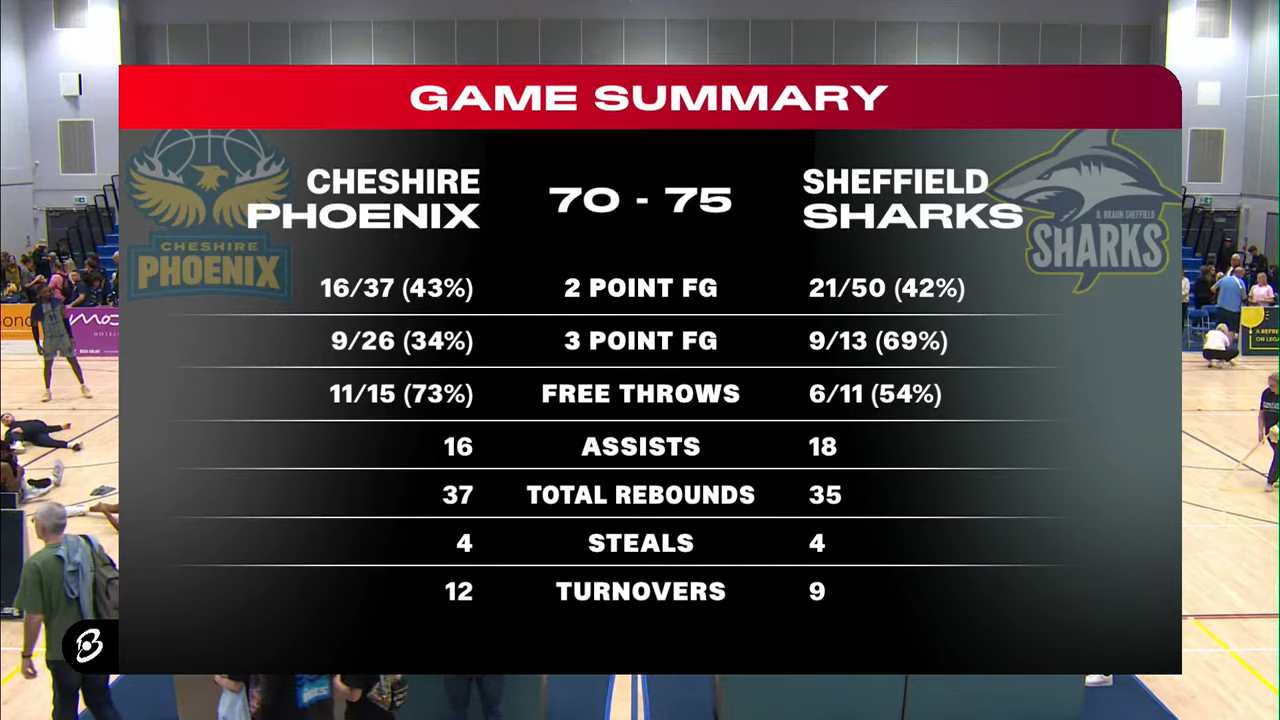 GAME SUMMARY
CHESHIRE
PHOENIX
70 - 75
SHEFFIELD
SHARKS
CHESHIRE
PHOENIX
B. BRAUN SHEFFIELD
SHARKS
16/37 (43%) 2 POINT FG 21/50 (42%)
9/26 (34%) 3 POINT FG 9/13 (69%)
11/15 (73%) FREE THROWS 6/11 (54%)
16 ASSISTS 18
37 TOTAL REBOUNDS 35
4 STEALS 4
12 TURNOVERS 9
B